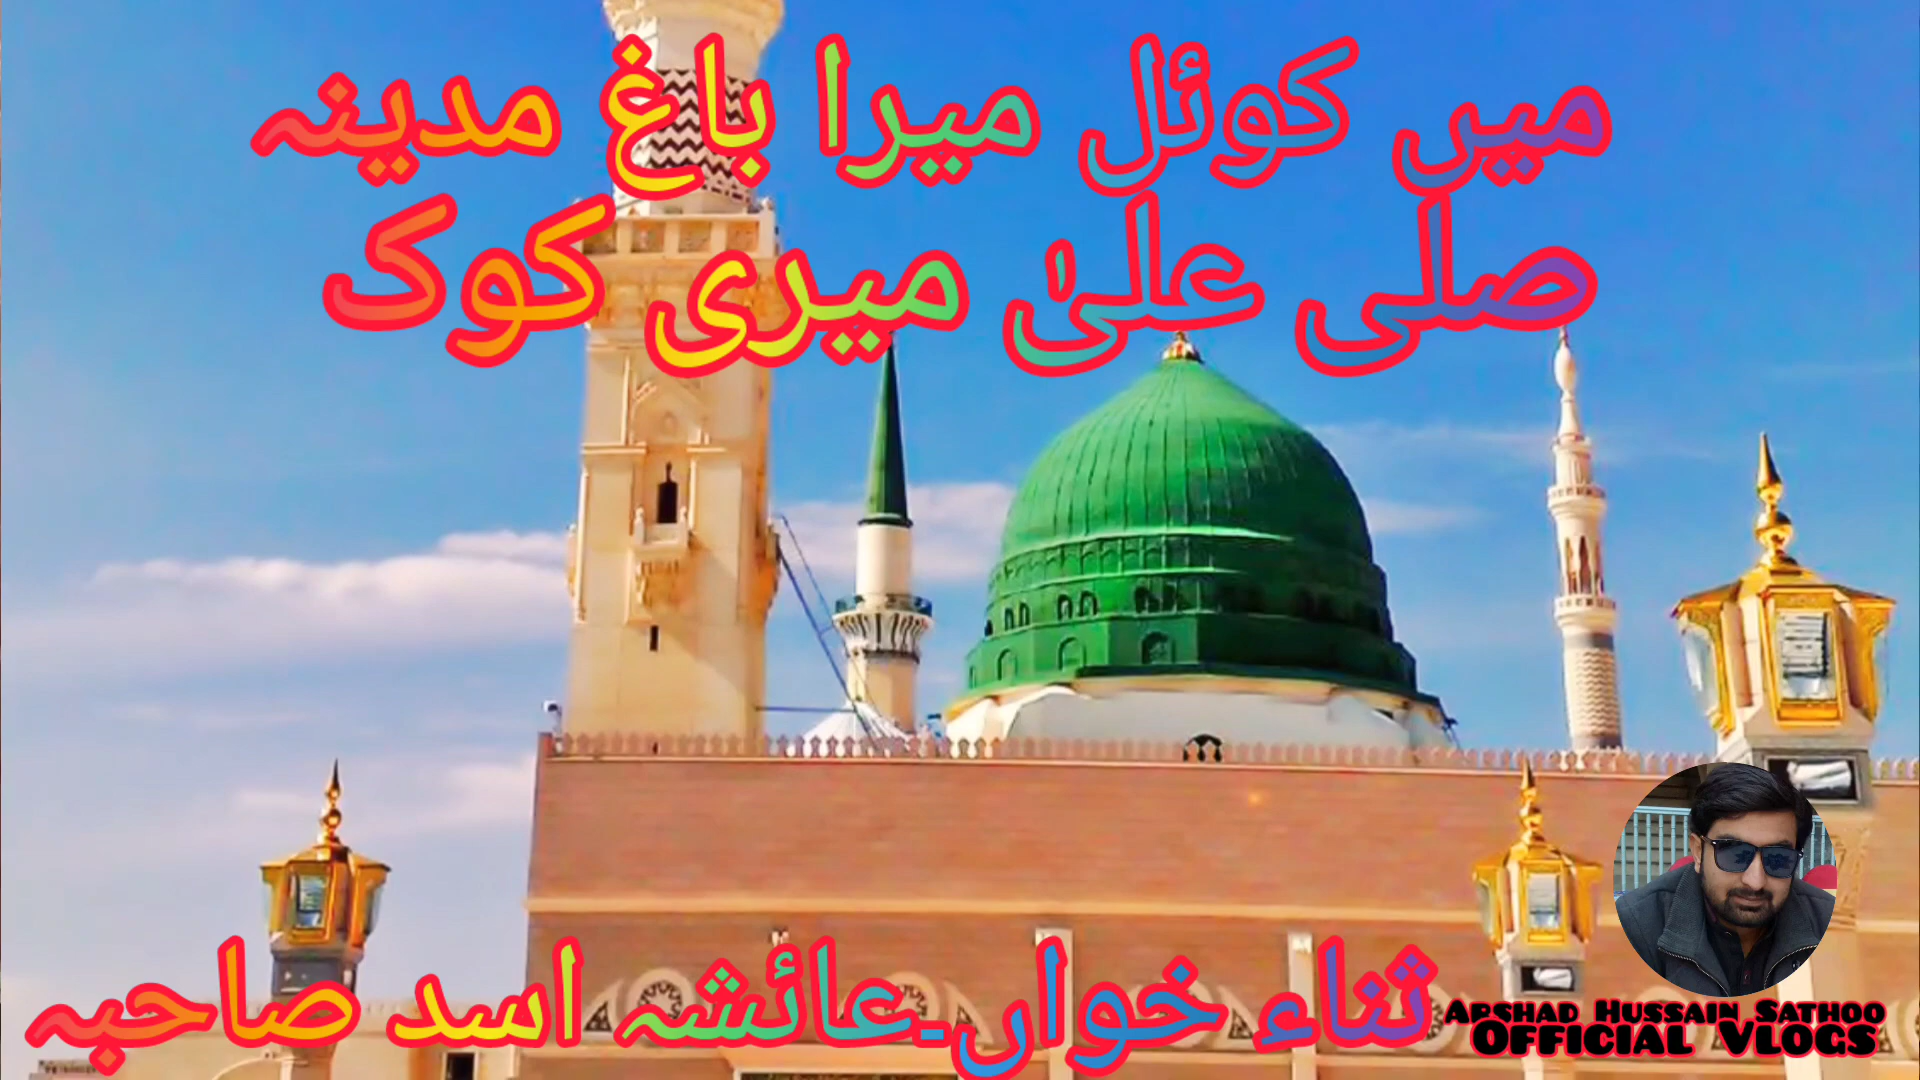 میں کوئل میرا باغ مدینہ
صلی علیٰ میری کوک
ثناء خواں۔عائشہ اسد صاحبہ
Arshad Hussain Sathoo
Official Vlogs